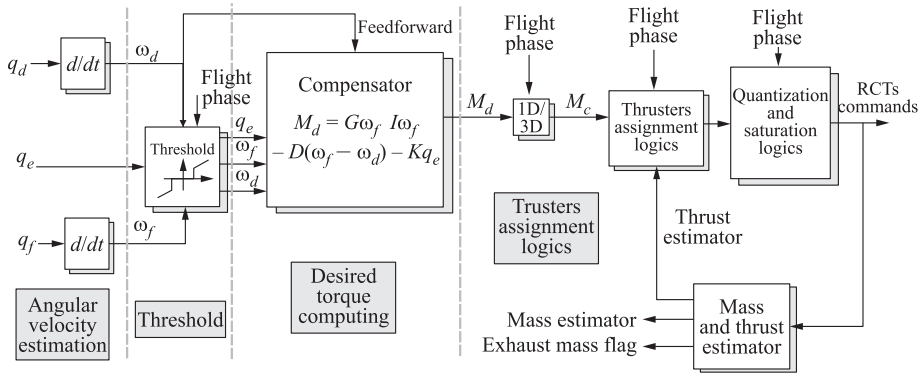 Feedforward
Flight
phase
Flight
phase
Flight
phase
q_d
d/dt
ω_d
Flight
phase
Compensator
M_d = Gω_f Iω_f
– D(ω_f – ω_d) – Kq_e
M_d
1D/
3D
M_c
Thrusters
assignment
logics
Quantization
and
saturation
logics
RCTs
commands
q_e
Threshold
q_e
ω_f
ω_d
q_f
d/dt
ω_f
Trusters
assignment
logics
Thrust
estimator
Angular
velocity
estimation
Threshold
Desired
torque
computing
Mass estimator
Exhaust mass flag
Mass
and thrust
estimator